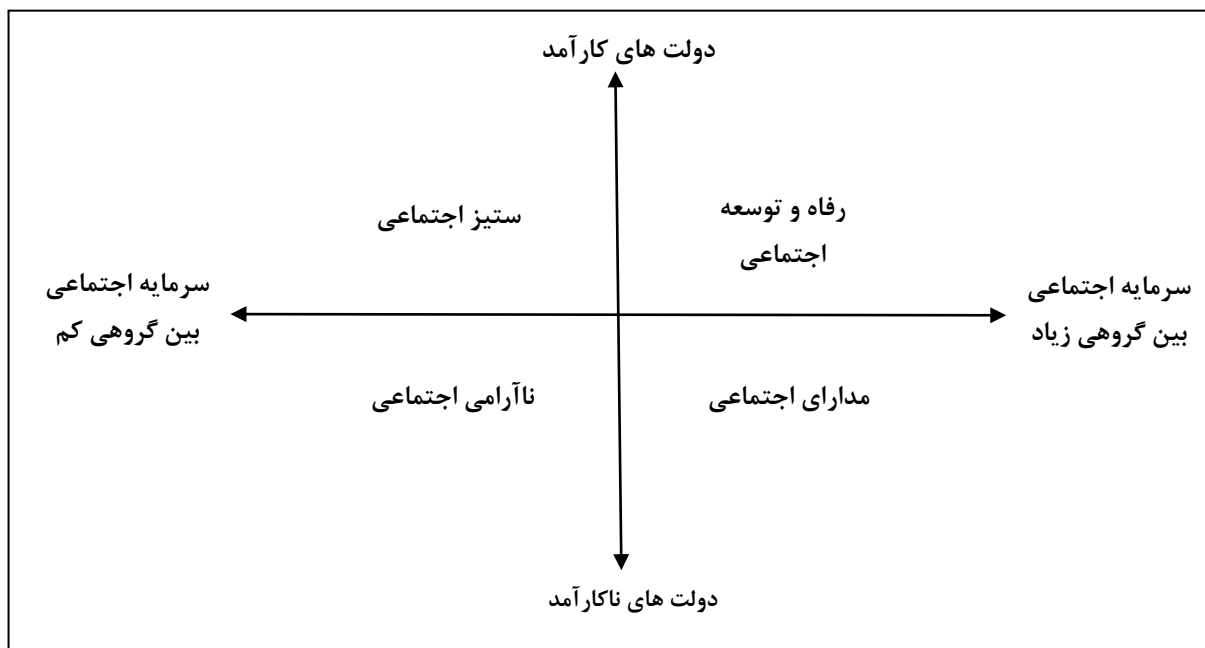 دولت های کارآمد
رفاه و توسعه
اجتماعی
ستیز اجتماعی
سرمایه اجتماعی
بین گروهی زیاد
سرمایه اجتماعی
بین گروهی کم
مدارای اجتماعی
ناآرامی اجتماعی
دولت های ناکارآمد